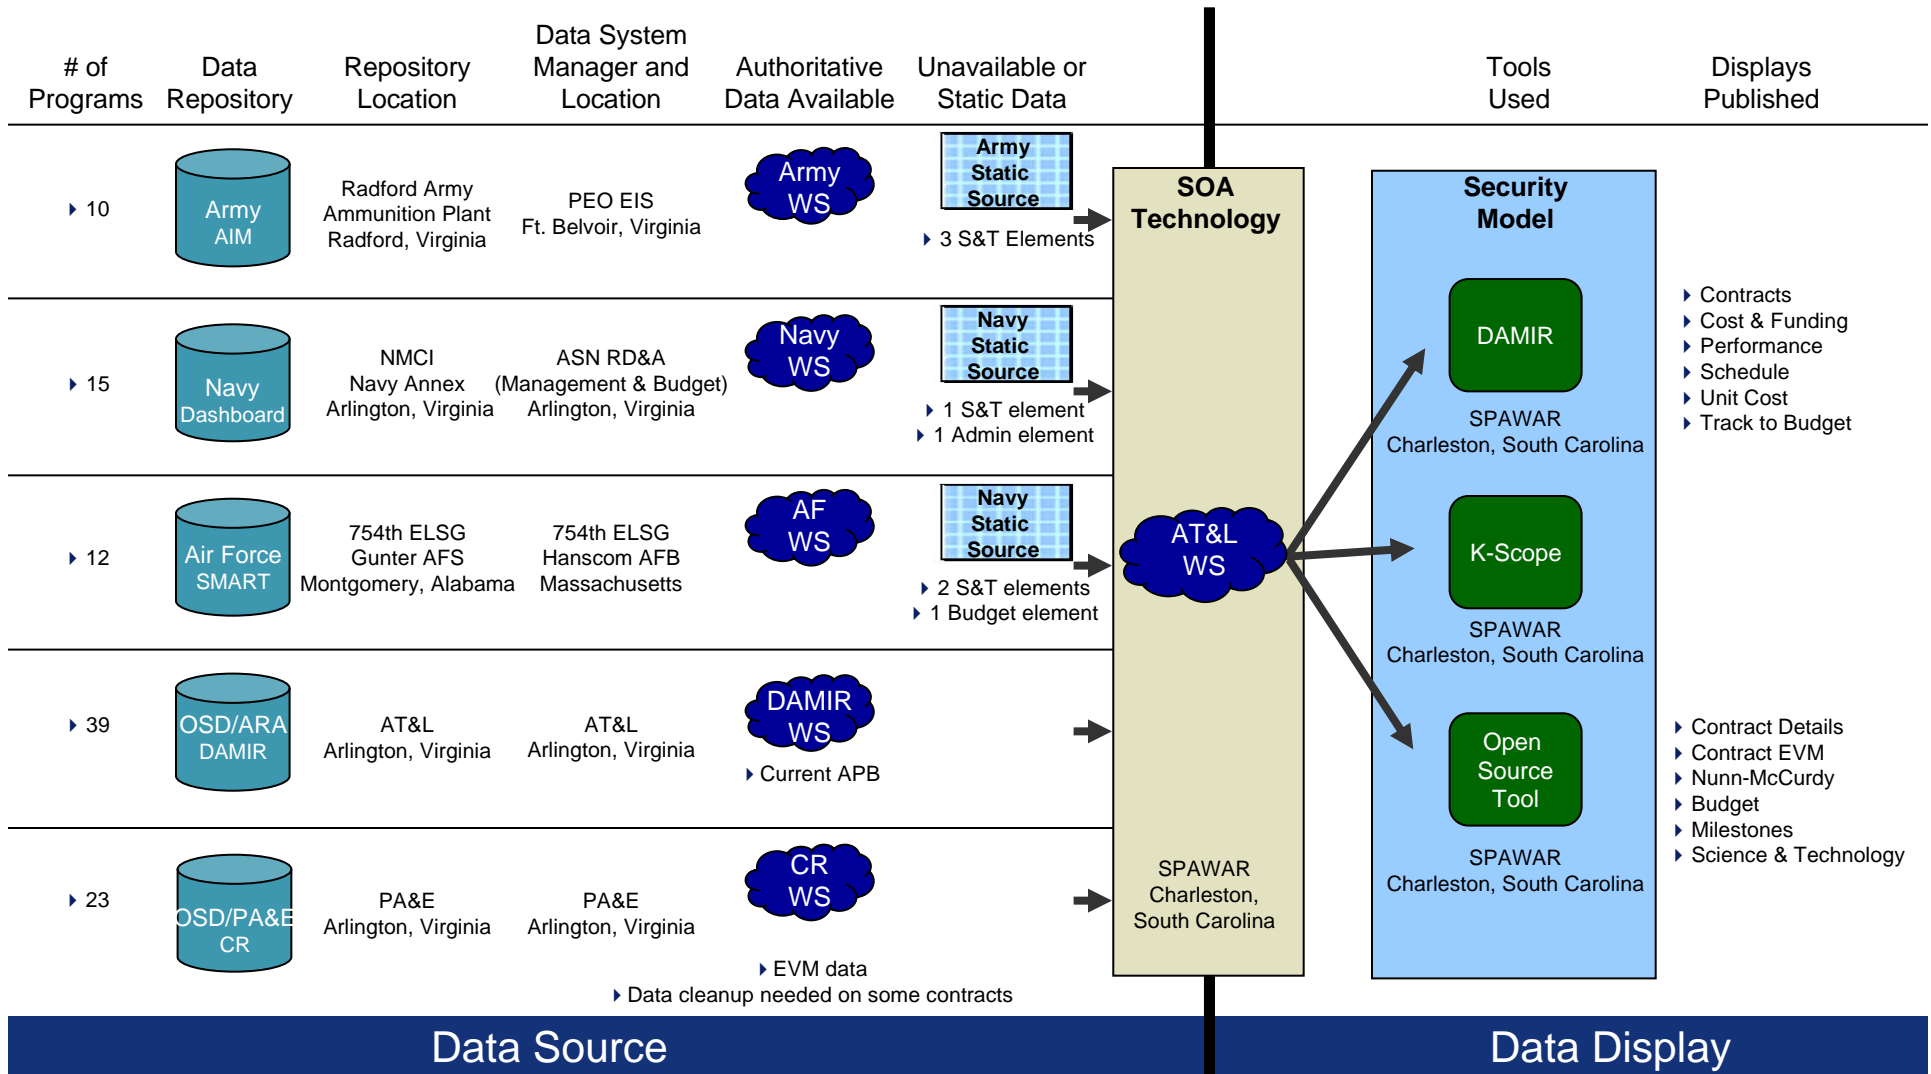 # of
Programs
Data
Repository
Repository
Location
Data System
Manager and
Location
Authoritative
Data Available
Unavailable or
Static Data
Tools
Used
Displays
Published
10
Army
AIM
Radford Army
Ammunition Plant
Radford, Virginia
PEO EIS
Ft. Belvoir, Virginia
Army
WS
Army
Static
Source
3 S&T Elements
15
Navy
Dashboard
NMCI
Navy Annex
Arlington, Virginia
ASN RD&A
(Management & Budget)
Arlington, Virginia
Navy
WS
Navy
Static
Source
1 S&T element
1 Admin element
12
Air Force
SMART
754th ELSG
Gunter AFS
Montgomery, Alabama
754th ELSG
Hanscom AFB
Massachusetts
AF
WS
Navy
Static
Source
2 S&T elements
1 Budget element
39
OSD/ARA
DAMIR
AT&L
Arlington, Virginia
AT&L
Arlington, Virginia
DAMIR
WS
Current APB
23
OSD/PA&E
CR
PA&E
Arlington, Virginia
PA&E
Arlington, Virginia
CR
WS
EVM data
Data cleanup needed on some contracts
SOA
Technology
AT&L
WS
SPAWAR
Charleston,
South Carolina
Security
Model
DAMIR
SPAWAR
Charleston, South Carolina
K-Scope
SPAWAR
Charleston, South Carolina
Open
Source
Tool
SPAWAR
Charleston, South Carolina
Contracts
Cost & Funding
Performance
Schedule
Unit Cost
Track to Budget
Contract Details
Contract EVM
Nunn-McCurdy
Budget
Milestones
Science & Technology
Data Source
Data Display